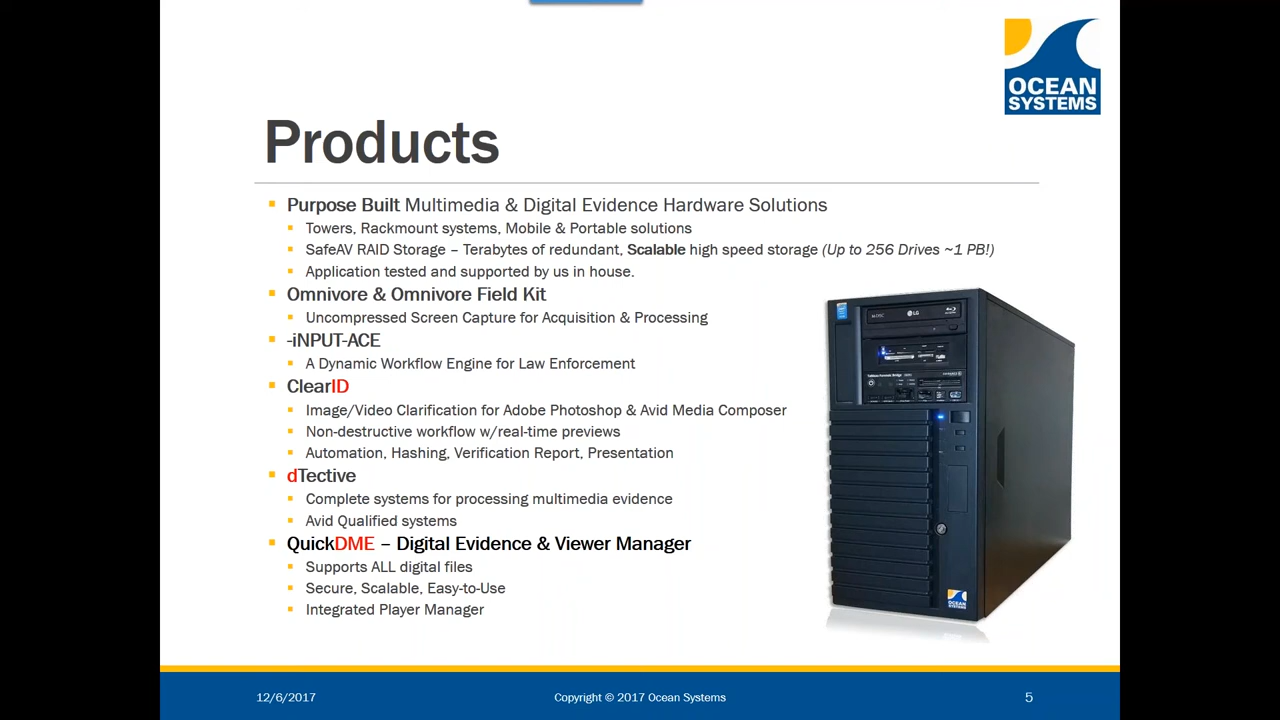 OCEAN
SYSTEMS
Products
Purpose Built Multimedia & Digital Evidence Hardware Solutions
Towers, Rackmount systems, Mobile & Portable solutions
SafeAV RAID Storage – Terabytes of redundant, Scalable high speed storage (Up to 256 Drives ~1 PB!)
Application tested and supported by us in house.
Omnivore & Omnivore Field Kit
Uncompressed Screen Capture for Acquisition & Processing
-iNPUT-ACE
A Dynamic Workflow Engine for Law Enforcement
ClearID
Image/Video Clarification for Adobe Photoshop & Avid Media Composer
Non-destructive workflow w/real-time previews
Automation, Hashing, Verification Report, Presentation
dTective
Complete systems for processing multimedia evidence
Avid Qualified systems
QuickDME – Digital Evidence & Viewer Manager
Supports ALL digital files
Secure, Scalable, Easy-to-Use
Integrated Player Manager
LG
OCEAN
SYSTEMS
12/6/2017
Copyright © 2017 Ocean Systems
5